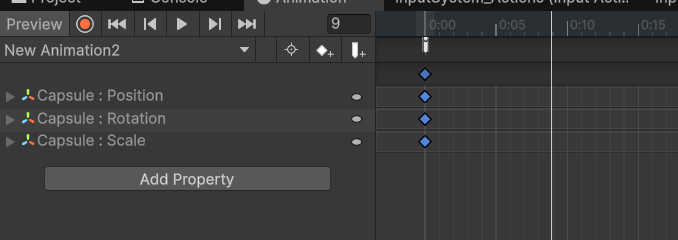 Project Console Animation InputSystem_Actions (Input Acti...
Preview 9 0:00 0:05 0:10 0:15
New Animation2
Capsule : Position
Capsule : Rotation
Capsule : Scale
Add Property